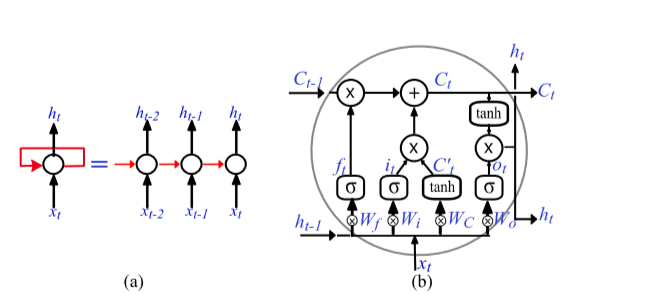 h_t
h_{t-2} h_{t-1} h_t
=
x_t
x_{t-2} x_{t-1} x_t
(a)
h_t
C_{t-1} x + C_t C_t
tanh
x x
f_t i_t C'_t o_t
σ σ tanh σ
h_{t-1} ⊗ W_f ⊗ W_i ⊗ W_C ⊗ W_o h_t
x_t
(b)